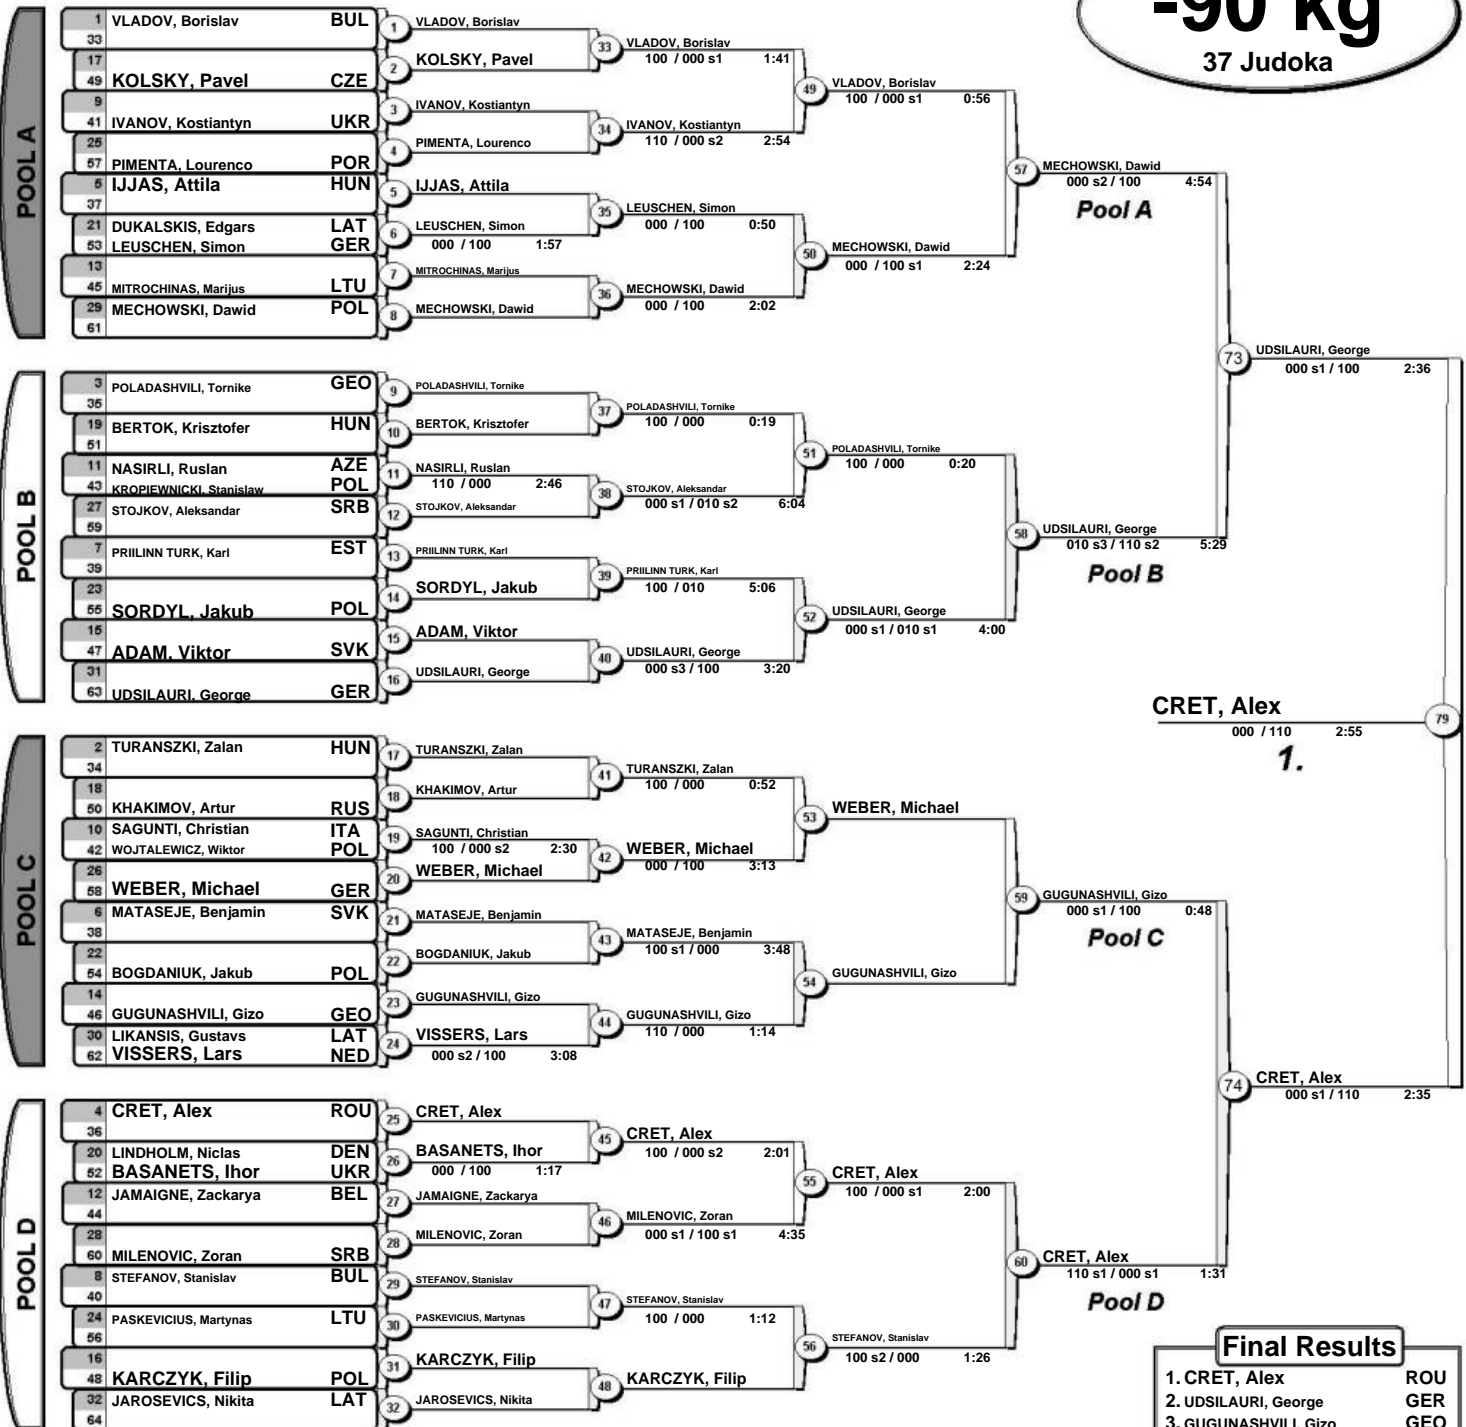 -90 kg
37 Judoka
POOL A
1 VLADOV, Borislav BUL
33
17
49 KOLSKY, Pavel CZE
9
41 IVANOV, Kostiantyn UKR
25
57 PIMENTA, Lourenco POR
5 IJJAS, Attila HUN
37
21 DUKALSKIS, Edgars LAT
53 LEUSCHEN, Simon GER
13
45 MITROCHINAS, Marijus LTU
29 MECHOWSKI, Dawid POL
61
1 VLADOV, Borislav
2 KOLSKY, Pavel
3 IVANOV, Kostiantyn
4 PIMENTA, Lourenco
5 IJJAS, Attila
6 LEUSCHEN, Simon
000 / 100 1:57
7 MITROCHINAS, Marijus
8 MECHOWSKI, Dawid
33 VLADOV, Borislav
100 / 000 s1 1:41
34 IVANOV, Kostiantyn
110 / 000 s2 2:54
35 LEUSCHEN, Simon
000 / 100 0:50
36 MECHOWSKI, Dawid
000 / 100 2:02
49 VLADOV, Borislav
100 / 000 s1 0:56
50 MECHOWSKI, Dawid
000 / 100 s1 2:24
57 MECHOWSKI, Dawid
000 s2 / 100 4:54
Pool A
POOL B
3 POLADASHVILI, Tornike GEO
35
19 BERTOK, Krisztofer HUN
51
11 NASIRLI, Ruslan AZE
43 KROPIEWNICKI, Stanislaw POL
27 STOJKOV, Aleksandar SRB
59
7 PRIILINN TURK, Karl EST
39
23
55 SORDYL, Jakub POL
15
47 ADAM, Viktor SVK
31
63 UDSILAURI, George GER
9 POLADASHVILI, Tornike
10 BERTOK, Krisztofer
11 NASIRLI, Ruslan
110 / 000 2:46
12 STOJKOV, Aleksandar
13 PRIILINN TURK, Karl
14 SORDYL, Jakub
15 ADAM, Viktor
16 UDSILAURI, George
37 POLADASHVILI, Tornike
100 / 000 0:19
38 STOJKOV, Aleksandar
000 s1 / 010 s2 6:04
39 PRIILINN TURK, Karl
100 / 010 5:06
40 UDSILAURI, George
000 s3 / 100 3:20
51 POLADASHVILI, Tornike
100 / 000 0:20
52 UDSILAURI, George
000 s1 / 010 s1 4:00
58 UDSILAURI, George
010 s3 / 110 s2 5:29
Pool B
73 UDSILAURI, George
000 s1 / 100 2:36
CRET, Alex 79
000 / 110 2:55
1.
POOL C
2 TURANSZKI, Zalan HUN
34
18
50 KHAKIMOV, Artur RUS
10 SAGUNTI, Christian ITA
42 WOJTALEWICZ, Wiktor POL
26
58 WEBER, Michael GER
6 MATASEJE, Benjamin SVK
38
22
54 BOGDANIUK, Jakub POL
14
46 GUGUNASHVILI, Gizo GEO
30 LIKANSIS, Gustavs LAT
62 VISSERS, Lars NED
17 TURANSZKI, Zalan
18 KHAKIMOV, Artur
19 SAGUNTI, Christian
100 / 000 s2 2:30
20 WEBER, Michael
21 MATASEJE, Benjamin
22 BOGDANIUK, Jakub
23 GUGUNASHVILI, Gizo
24 VISSERS, Lars
000 s2 / 100 3:08
41 TURANSZKI, Zalan
100 / 000 0:52
42 WEBER, Michael
000 / 100 3:13
43 MATASEJE, Benjamin
100 s1 / 000 3:48
44 GUGUNASHVILI, Gizo
110 / 000 1:14
53 WEBER, Michael
54 GUGUNASHVILI, Gizo
59 GUGUNASHVILI, Gizo
000 s1 / 100 0:48
Pool C
74 CRET, Alex
000 s1 / 110 2:35
POOL D
4 CRET, Alex ROU
36
20 LINDHOLM, Niclas DEN
52 BASANETS, Ihor UKR
12 JAMAIGNE, Zackarya BEL
44
28
60 MILENOVIC, Zoran SRB
8 STEFANOV, Stanislav BUL
40
24 PASKEVICIUS, Martynas LTU
56
16
48 KARCZYK, Filip POL
32 JAROSEVICS, Nikita LAT
64
25 CRET, Alex
26 BASANETS, Ihor
000 / 100 1:17
27 JAMAIGNE, Zackarya
28 MILENOVIC, Zoran
29 STEFANOV, Stanislav
30 PASKEVICIUS, Martynas
31 KARCZYK, Filip
32 JAROSEVICS, Nikita
45 CRET, Alex
100 / 000 s2 2:01
46 MILENOVIC, Zoran
000 s1 / 100 s1 4:35
47 STEFANOV, Stanislav
100 / 000 1:12
48 KARCZYK, Filip
55 CRET, Alex
100 / 000 s1 2:00
56 STEFANOV, Stanislav
100 s2 / 000 1:26
60 CRET, Alex
110 s1 / 000 s1 1:31
Pool D
Final Results
1. CRET, Alex ROU
2. UDSILAURI, George GER
3. GUGUNASHVILI, Gizo GEO